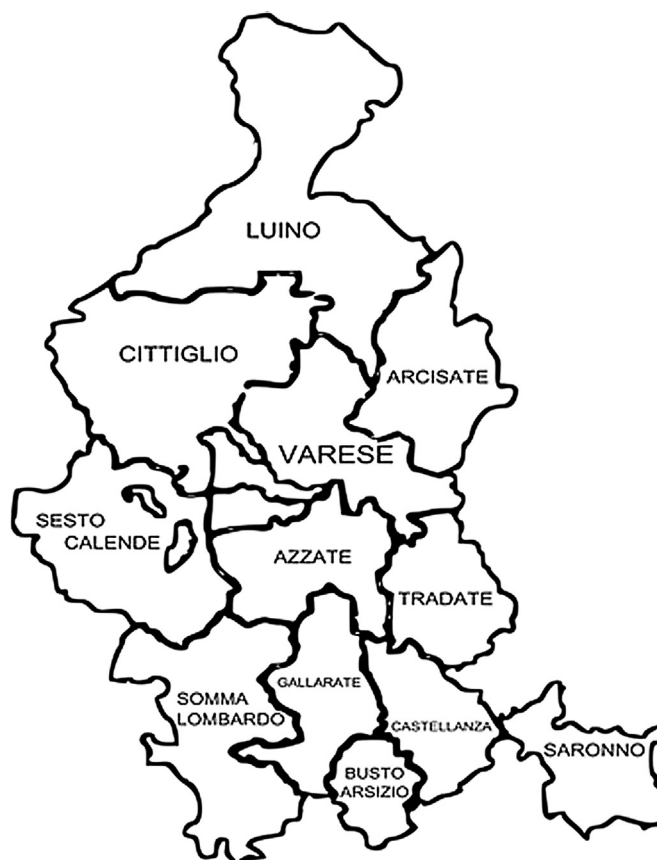 LUINO
CITTIGLIO
ARCISATE
VARESE
SESTO
CALENDE
AZZATE
TRADATE
GALLARATE
SOMMA
LOMBARDO
CASTELLANZA
SARONNO
BUSTO
ARSIZIO